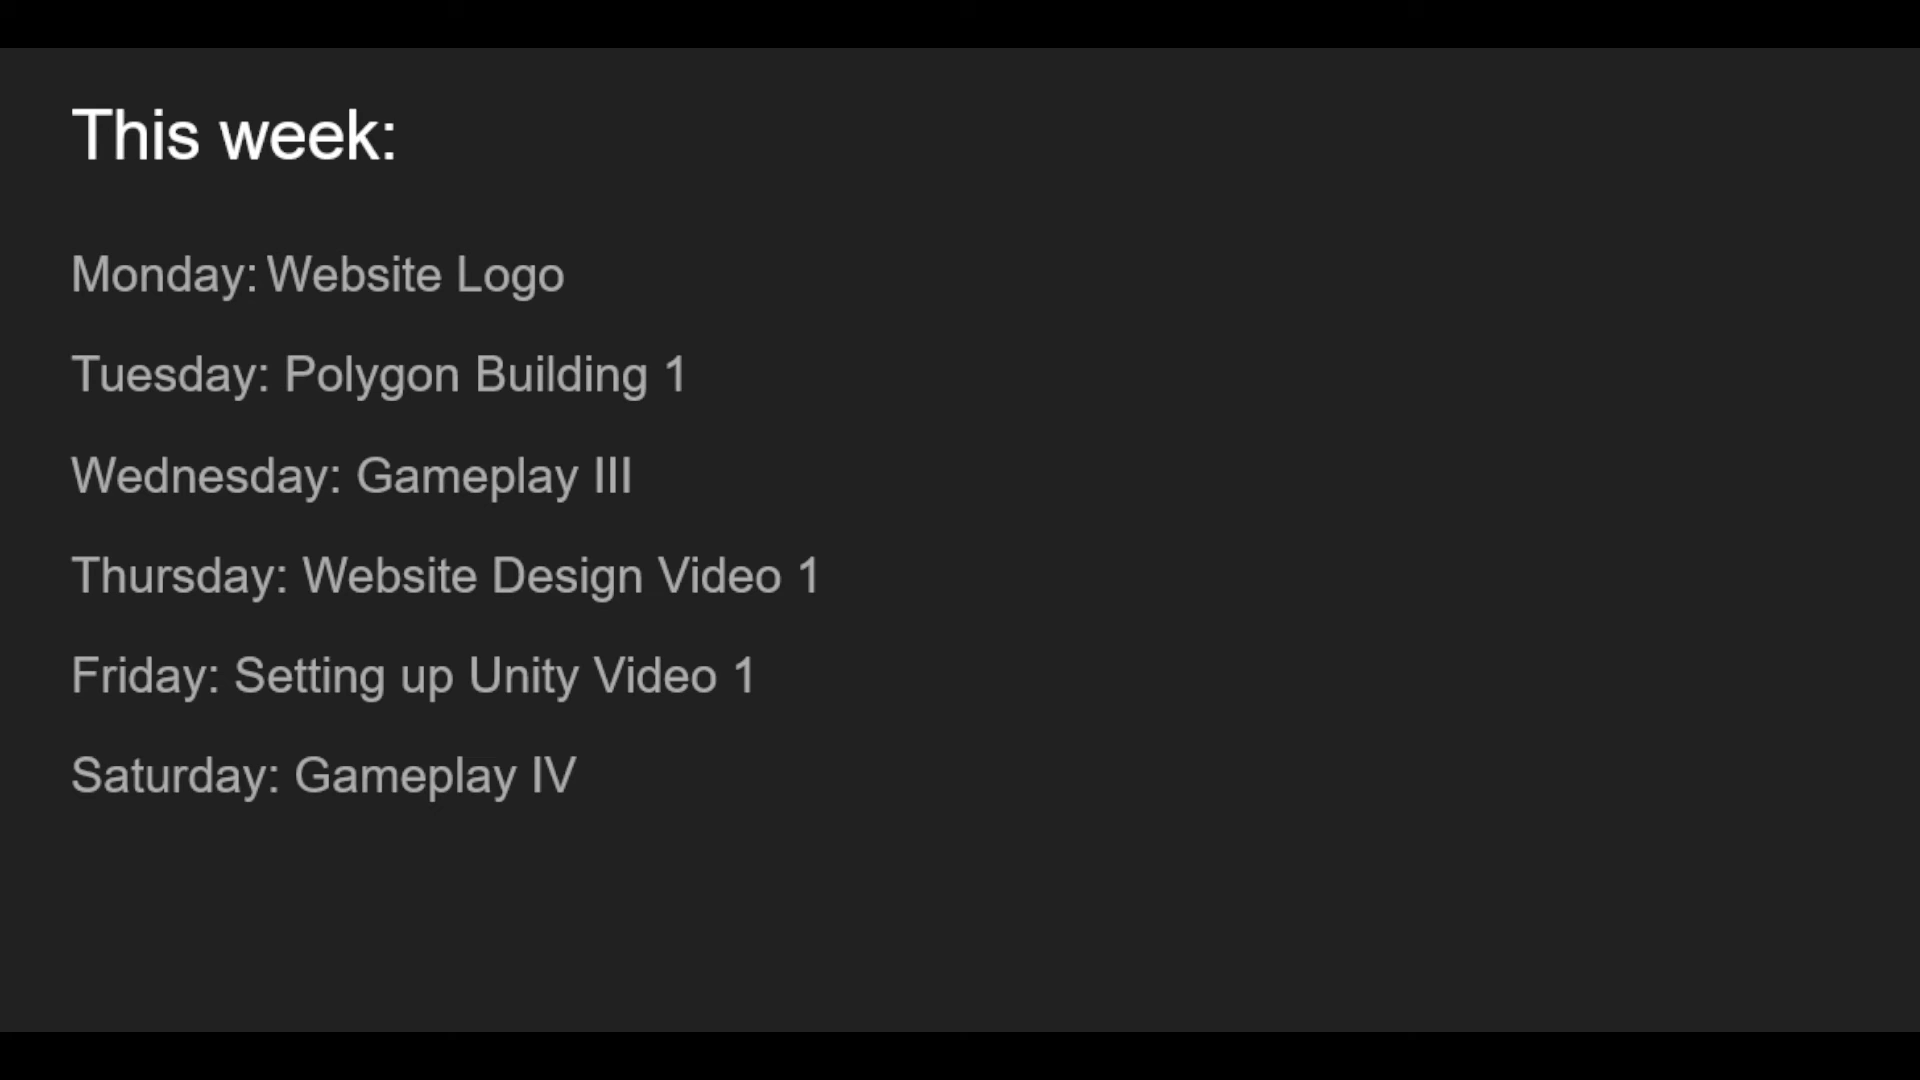 This week:
Monday: Website Logo
Tuesday: Polygon Building 1
Wednesday: Gameplay III
Thursday: Website Design Video 1
Friday: Setting up Unity Video 1
Saturday: Gameplay IV